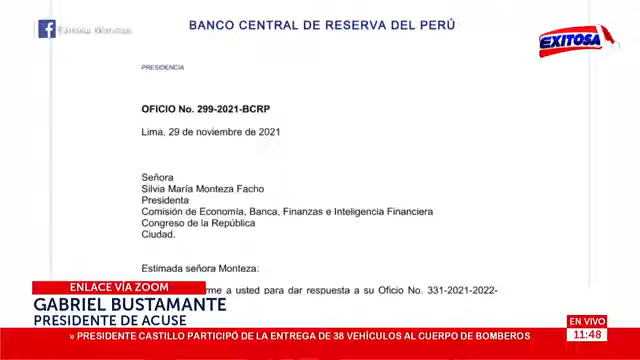 BANCO CENTRAL DE RESERVA DEL PERÚ
EXITOSA
PRESIDENCIA
OFICIO No. 299-2021-BCRP
Lima, 29 de noviembre de 2021
Señora
Silvia María Monteza Facho
Presidenta
Comisión de Economía, Banca, Finanzas e Inteligencia Financiera
Congreso de la República
Ciudad.
Estimada señora Monteza:
a usted para dar respuesta a su Oficio No. 331-2021-2022-
ENLACE VÍA ZOOM
GABRIEL BUSTAMANTE
PRESIDENTE DE ACUSE
EN VIVO
» PRESIDENTE CASTILLO PARTICIPÓ DE LA ENTREGA DE 38 VEHÍCULOS AL CUERPO DE BOMBEROS
11:48